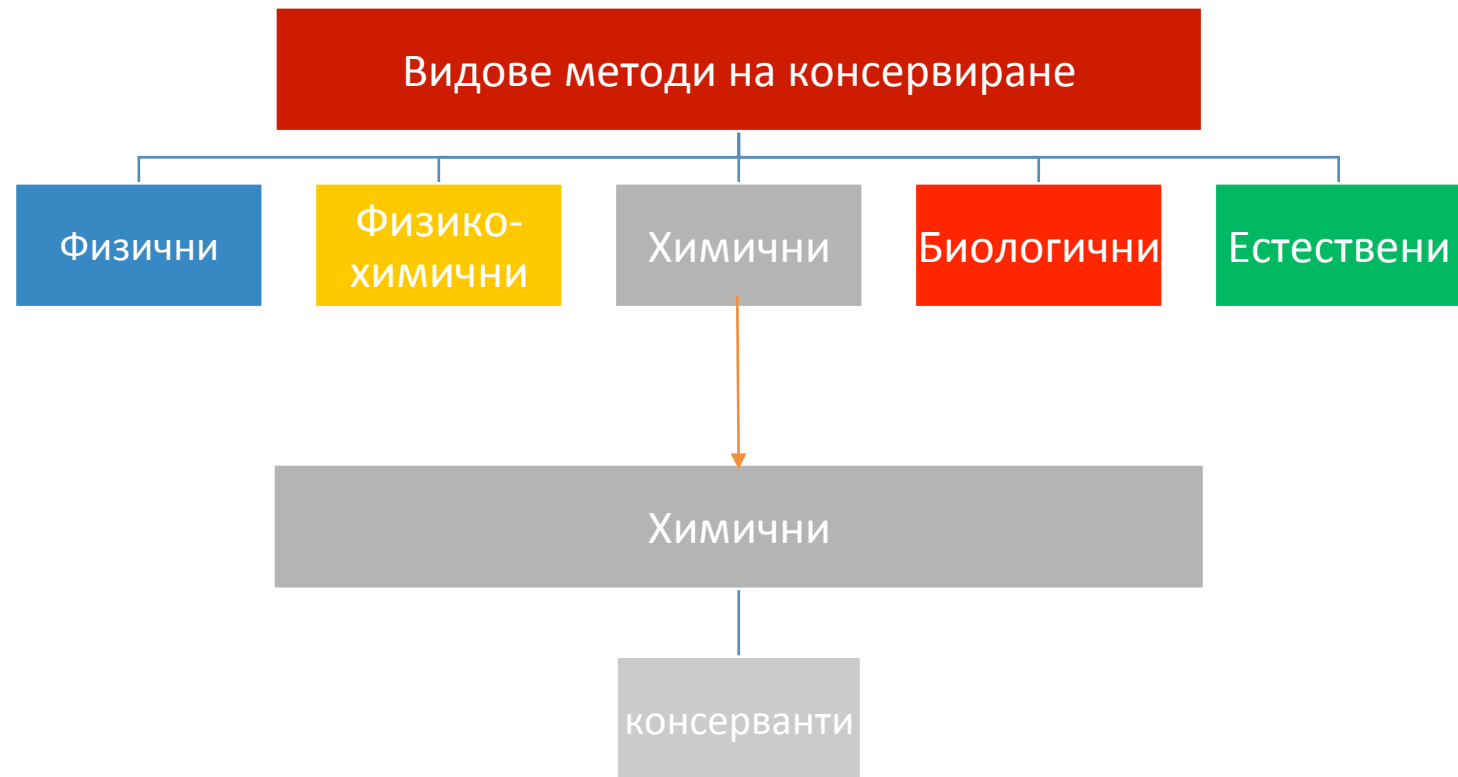 Видове методи на консервиране
Физични
Физико-
химични
Химични
Биологични
Естествени
Химични
консерванти